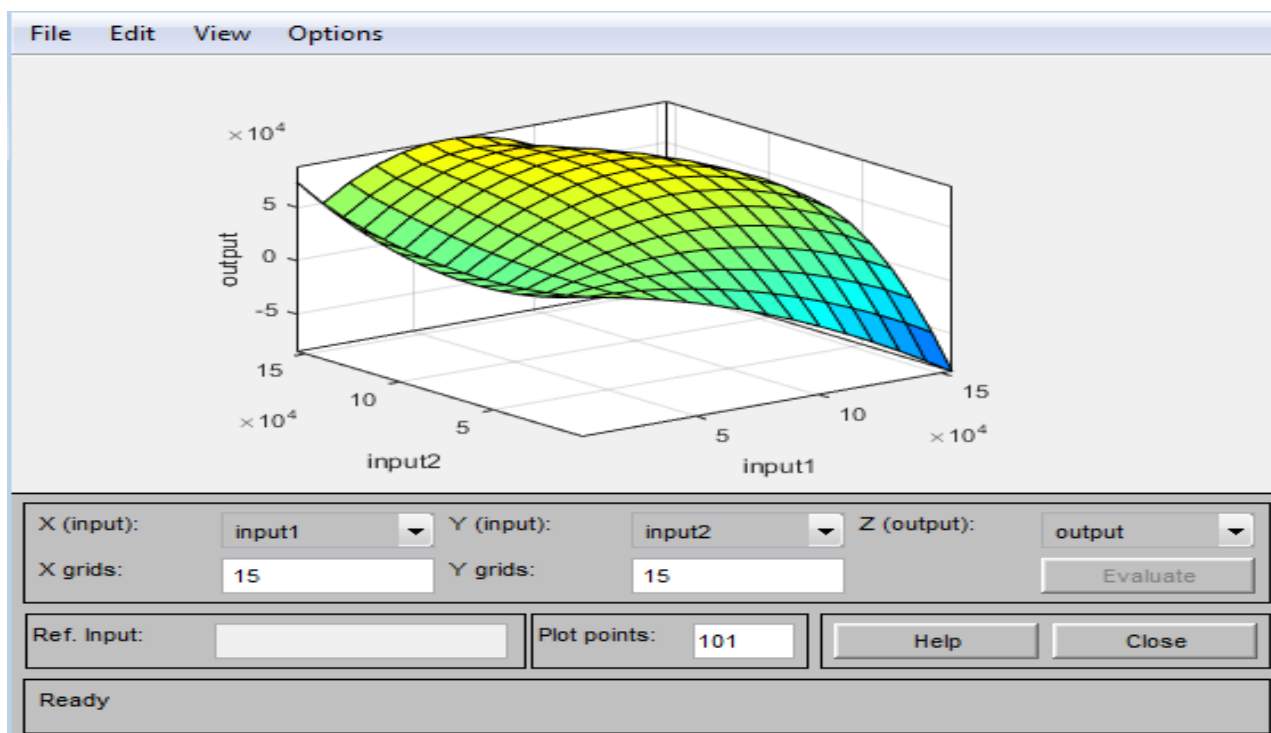 File Edit View Options
×10⁴
5
0
-5
output
15
10
5
×10⁴
input2
5
10
15
×10⁴
input1
X (input): input1 Y (input): input2 Z (output): output
X grids: 15 Y grids: 15 Evaluate
Ref. Input: Plot points: 101 Help Close
Ready